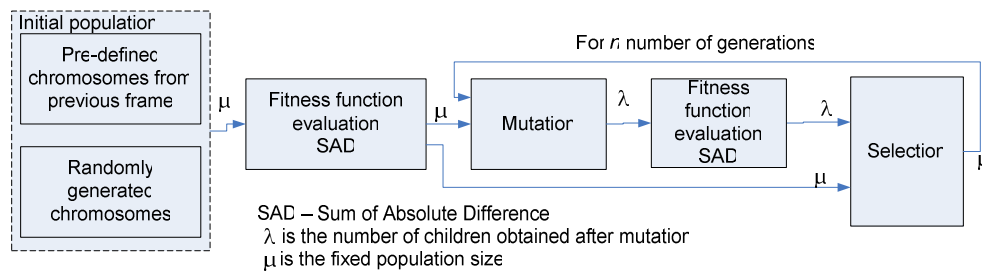 Initial population
Pre-defined
chromosomes from
previous frame
Randomly
generated
chromosomes
μ
Fitness function
evaluation
SAD
μ
For n number of generations
Mutation
λ
Fitness
function
evaluation
SAD
λ
μ
Selection
μ
SAD – Sum of Absolute Difference
λ is the number of children obtained after mutation
μ is the fixed population size